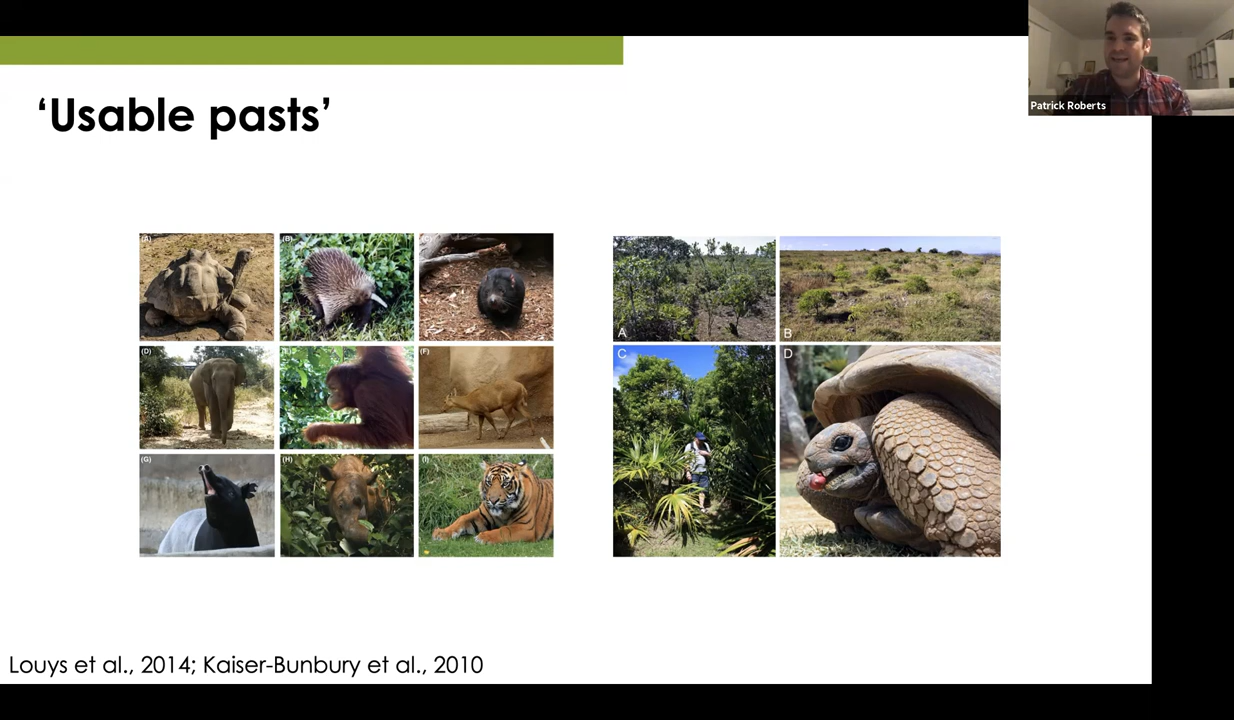 Patrick Roberts
‘Usable pasts’
(A) (B)
(D) (F)
(G) (H) (I)
A B
C D
Louys et al., 2014; Kaiser-Bunbury et al., 2010